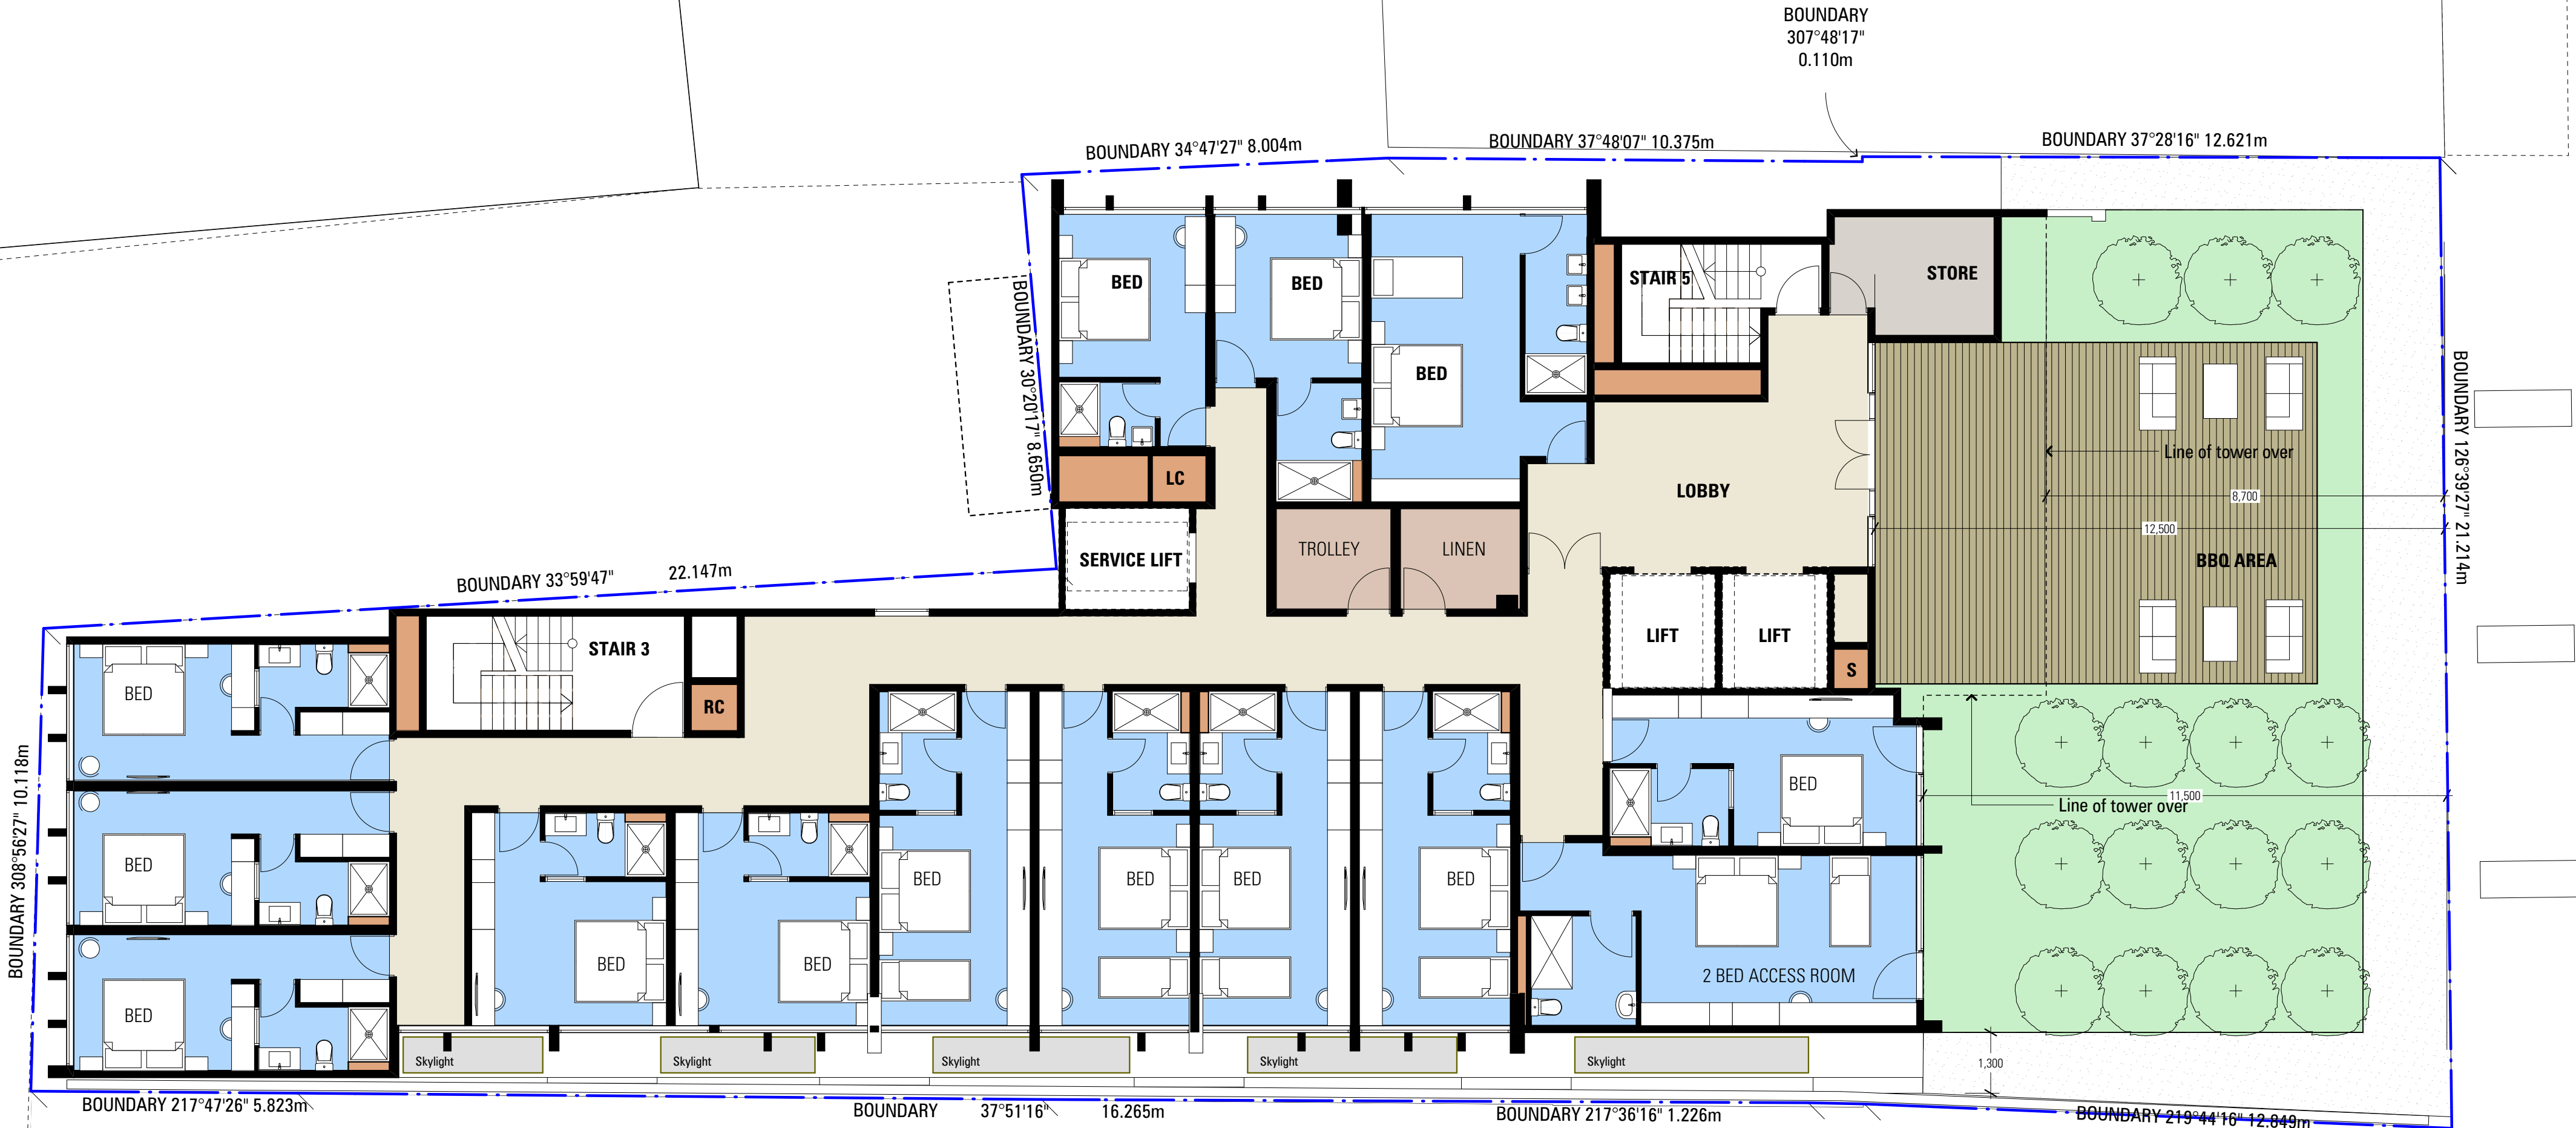 BOUNDARY
307°48'17"
0.110m
BOUNDARY 34°47'27" 8.004m
BOUNDARY 37°48'07" 10.375m
BOUNDARY 37°28'16" 12.621m
BED
BED
BED
STAIR 5
STORE
BOUNDARY 30°20'17" 8.650m
BOUNDARY 126°39'27" 21.214m
LC
LOBBY
Line of tower over
8,700
12,500
SERVICE LIFT
TROLLEY
LINEN
BBQ AREA
BOUNDARY 33°59'47" 22.147m
STAIR 3
LIFT
LIFT
S
RC
BED
BED
BED
BOUNDARY 308°56'27" 10.118m
BED
BED
BED
BED
BED
BED
BED
11,500
Line of tower over
2 BED ACCESS ROOM
Skylight
Skylight
Skylight
Skylight
Skylight
1,300
BOUNDARY 217°47'26" 5.823m
BOUNDARY 37°51'16" 16.265m
BOUNDARY 217°36'16" 1.226m
BOUNDARY 219°44'16" 12.849m